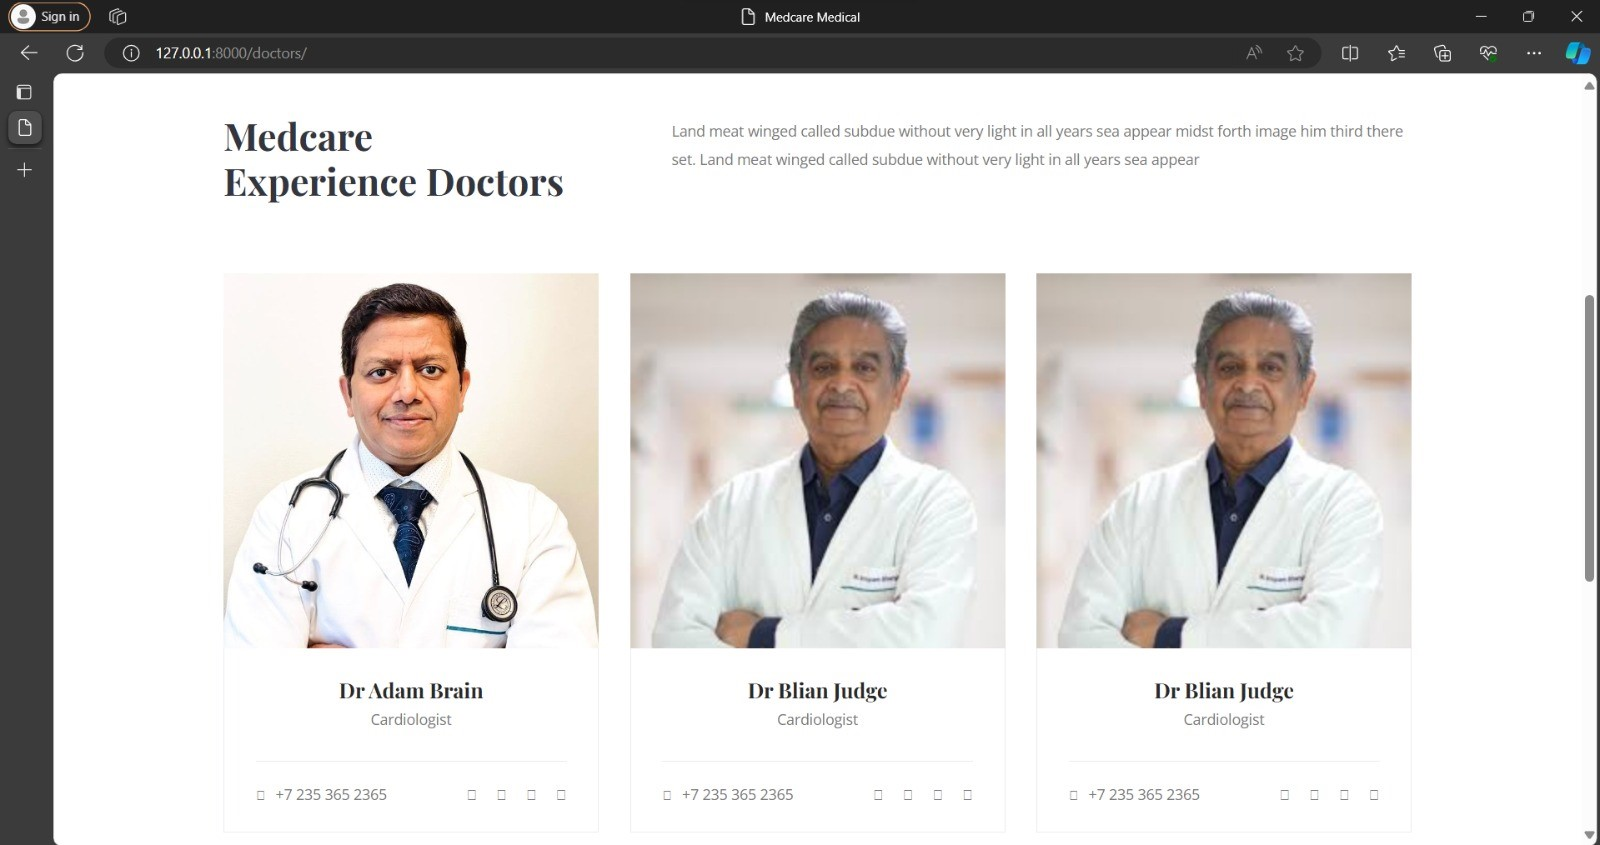 Sign in
Medcare Medical
127.0.0.1:8000/doctors/
Medcare
Experience Doctors
Land meat winged called subdue without very light in all years sea appear midst forth image him third there
set. Land meat winged called subdue without very light in all years sea appear
Dr Adam Brain
Cardiologist
+7 235 365 2365
Dr Blian Judge
Cardiologist
+7 235 365 2365
Dr Blian Judge
Cardiologist
+7 235 365 2365